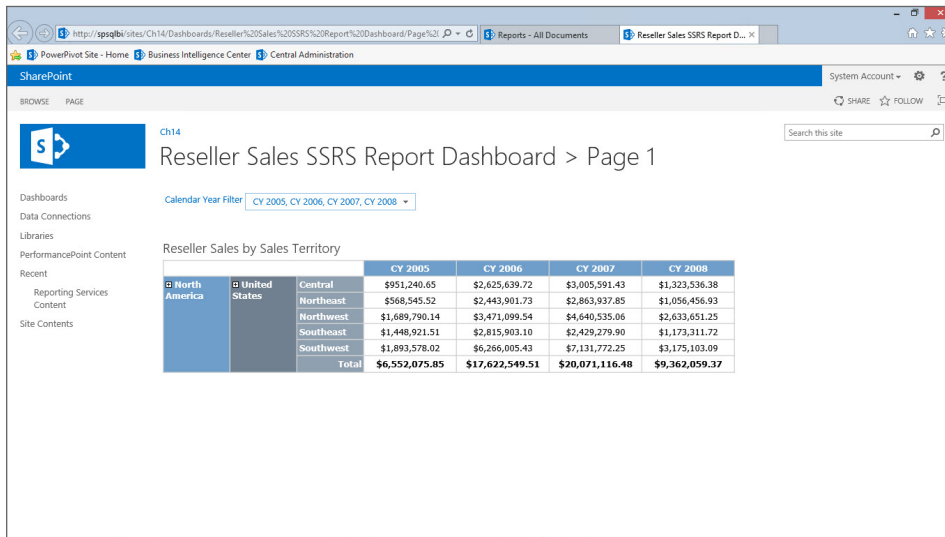 http://spsqlbi/sites/Ch14/Dashboards/Reseller%20Sales%20SSRS%20Report%20Dashboard/Page%2(
Reports - All Documents
Reseller Sales SSRS Report D...
PowerPivot Site - Home
Business Intelligence Center
Central Administration
SharePoint
System Account
?
BROWSE PAGE
SHARE FOLLOW
S
Ch14
Search this site
Reseller Sales SSRS Report Dashboard > Page 1
Dashboards
Data Connections
Libraries
PerformancePoint Content
Recent
Reporting Services
Content
Site Contents
Calendar Year Filter CY 2005, CY 2006, CY 2007, CY 2008
Reseller Sales by Sales Territory
CY 2005 CY 2006 CY 2007 CY 2008
North America United States Central $951,240.65 $2,625,639.72 $3,005,591.43 $1,323,536.38
Northeast $568,545.52 $2,443,901.73 $2,863,937.85 $1,056,456.93
Northwest $1,689,790.14 $3,471,099.54 $4,640,535.06 $2,633,651.25
Southeast $1,448,921.51 $2,815,903.10 $2,429,279.90 $1,173,311.72
Southwest $1,893,578.02 $6,266,005.43 $7,131,772.25 $3,175,103.09
Total $6,552,075.85 $17,622,549.51 $20,071,116.48 $9,362,059.37